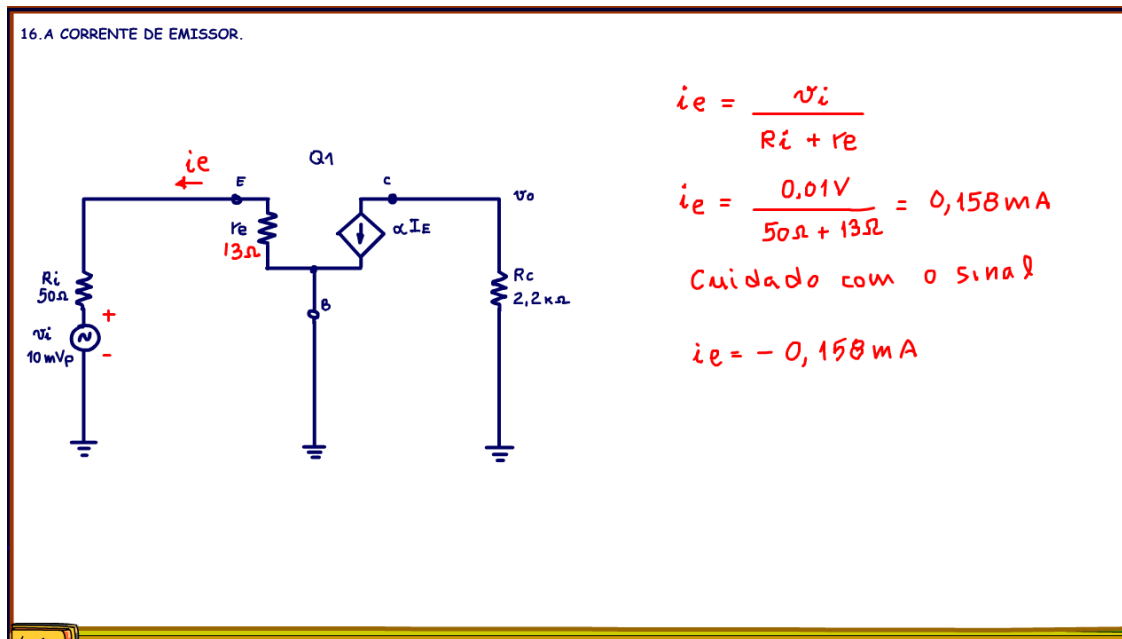 16.A CORRENTE DE EMISSOR.
ie = vi
Ri + re
ie
Q1
E
C
vo
ie = 0,01V = 0,158mA
50Ω + 13Ω
re
13Ω
αIE
Ri
50Ω
Rc
2,2KΩ
Cuidado com o sinal
B
+
vi
10mVp
-
ie = - 0,158mA